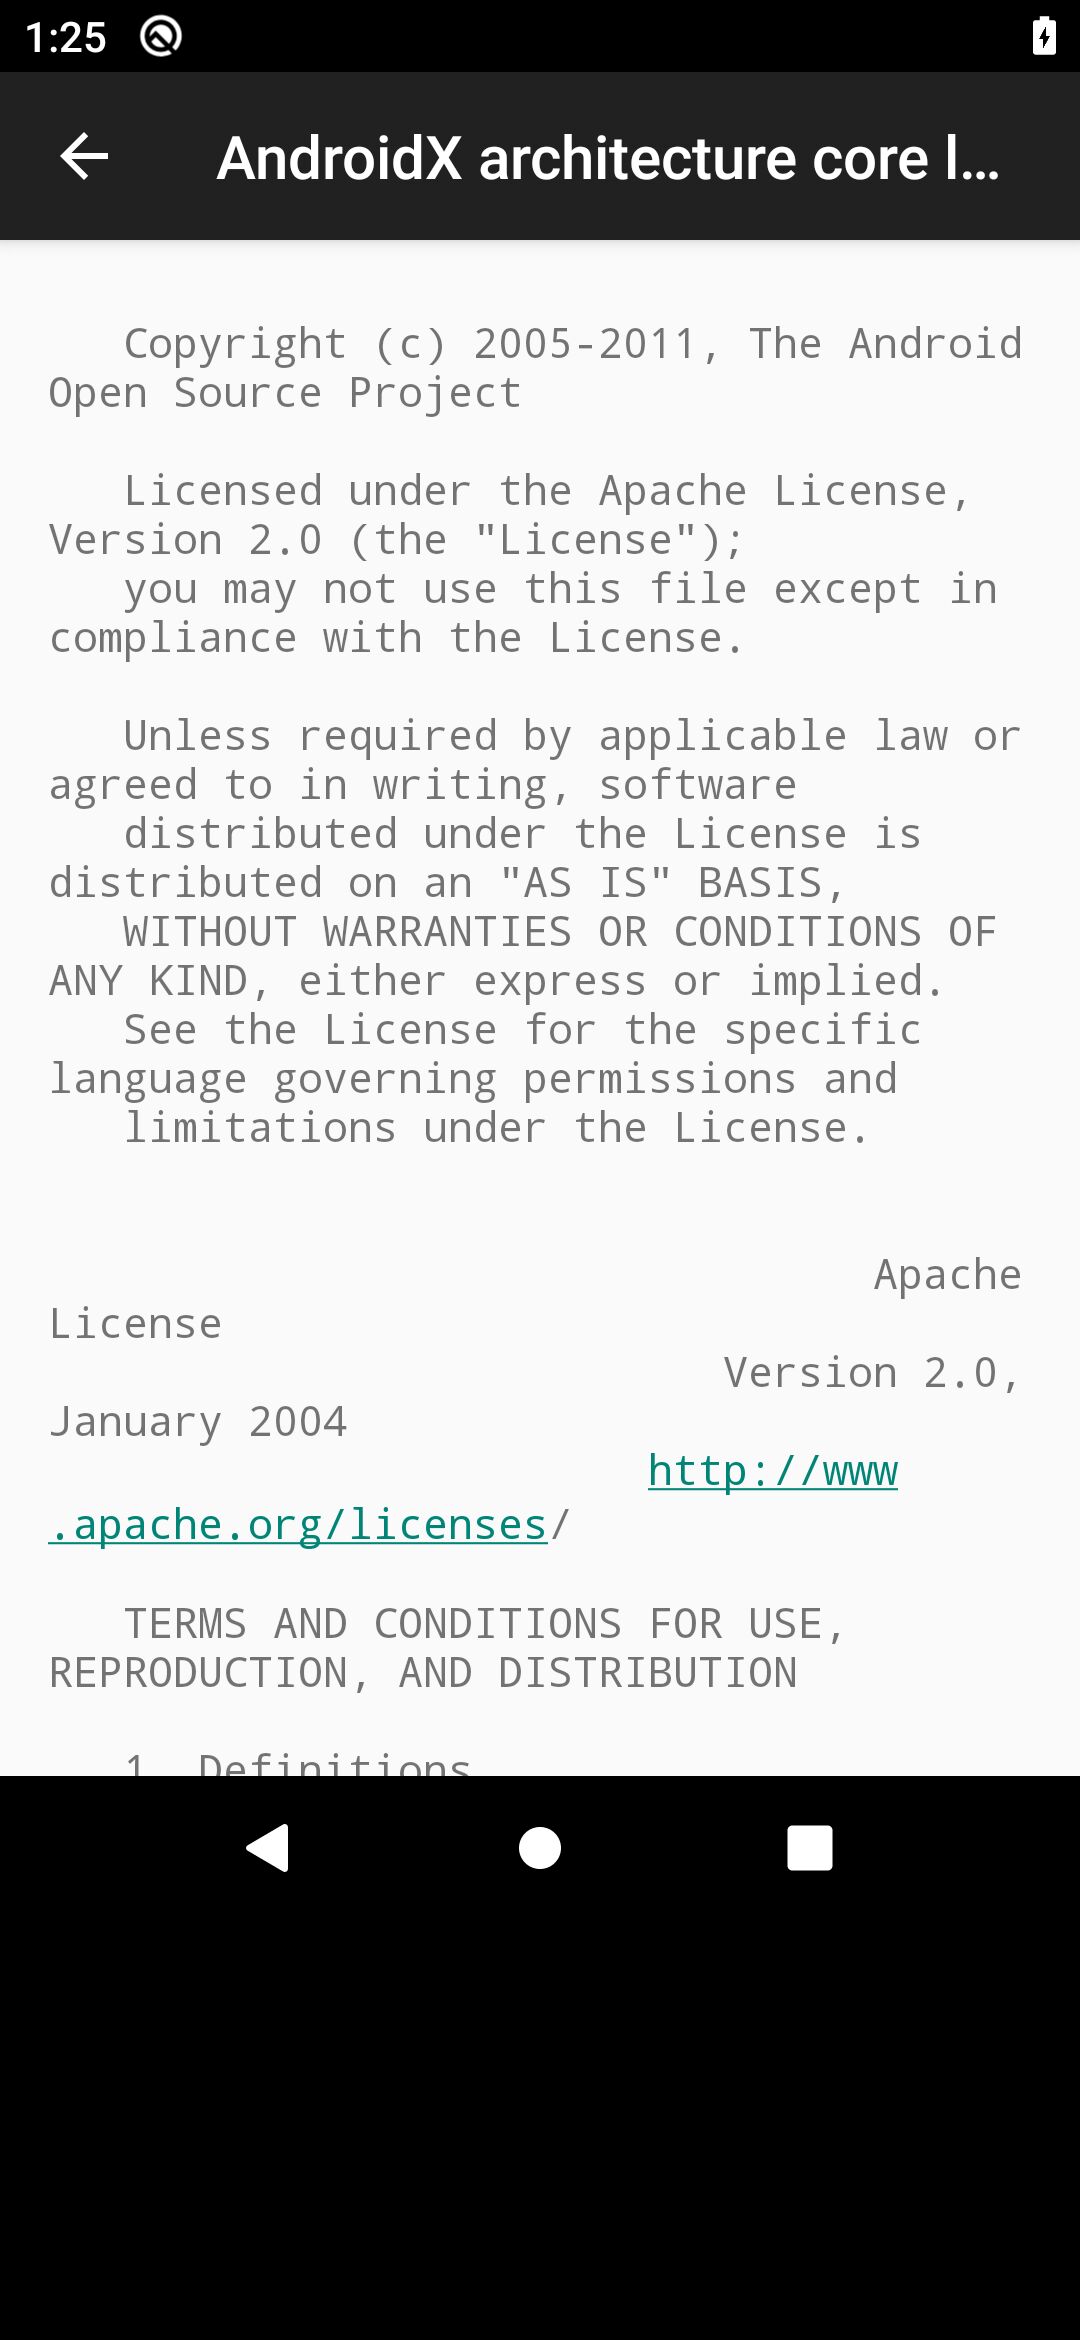 1:25
AndroidX architecture core l…
Copyright (c) 2005-2011, The Android
Open Source Project
Licensed under the Apache License,
Version 2.0 (the "License");
you may not use this file except in
compliance with the License.
Unless required by applicable law or
agreed to in writing, software
distributed under the License is
distributed on an "AS IS" BASIS,
WITHOUT WARRANTIES OR CONDITIONS OF
ANY KIND, either express or implied.
See the License for the specific
language governing permissions and
limitations under the License.
Apache
License
Version 2.0,
January 2004
http://www
.apache.org/licenses/
TERMS AND CONDITIONS FOR USE,
REPRODUCTION, AND DISTRIBUTION
1. Definitions